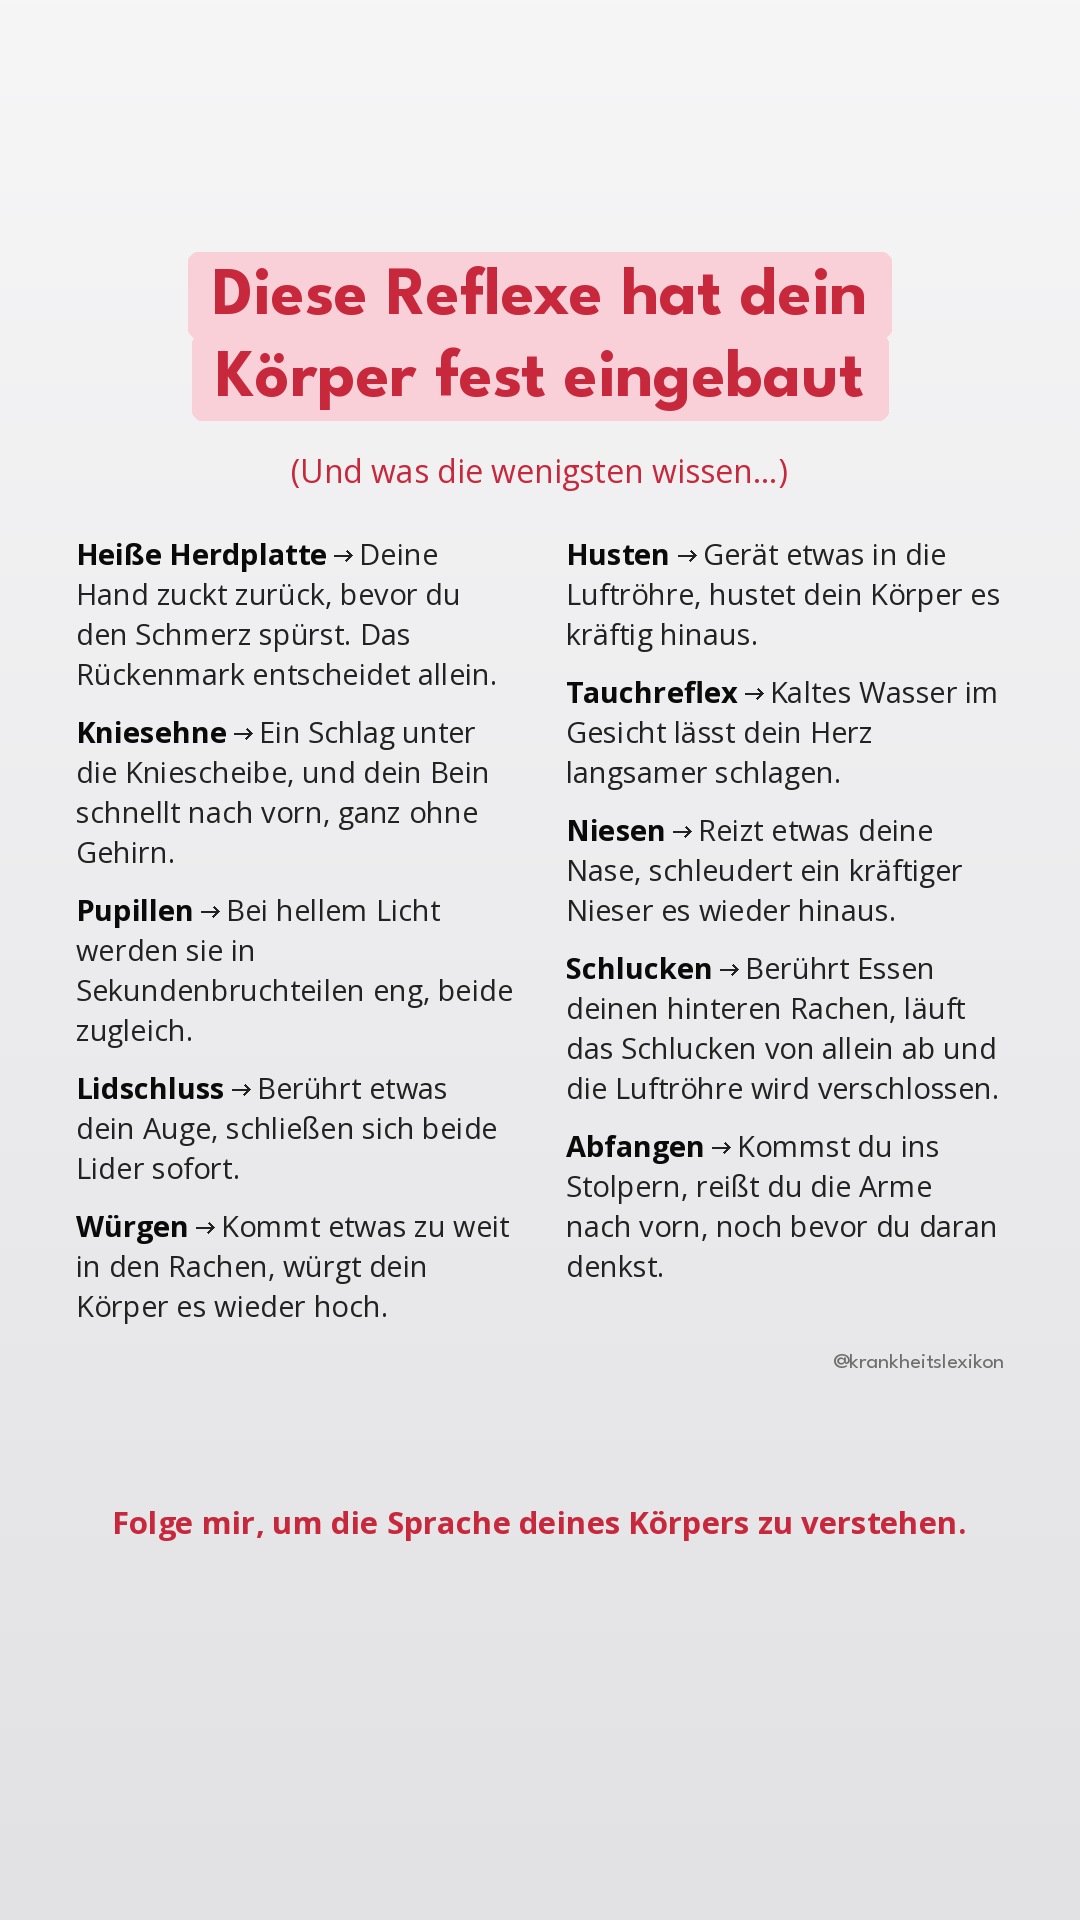 Diese Reflexe hat dein
Körper fest eingebaut
(Und was die wenigsten wissen...)
Heiße Herdplatte → Deine
Hand zuckt zurück, bevor du
den Schmerz spürst. Das
Rückenmark entscheidet allein.
Kniesehne → Ein Schlag unter
die Kniescheibe, und dein Bein
schnellt nach vorn, ganz ohne
Gehirn.
Pupillen → Bei hellem Licht
werden sie in
Sekundenbruchteilen eng, beide
zugleich.
Lidschluss → Berührt etwas
dein Auge, schließen sich beide
Lider sofort.
Würgen → Kommt etwas zu weit
in den Rachen, würgt dein
Körper es wieder hoch.
Husten → Gerät etwas in die
Luftröhre, hustet dein Körper es
kräftig hinaus.
Tauchreflex → Kaltes Wasser im
Gesicht lässt dein Herz
langsamer schlagen.
Niesen → Reizt etwas deine
Nase, schleudert ein kräftiger
Nieser es wieder hinaus.
Schlucken → Berührt Essen
deinen hinteren Rachen, läuft
das Schlucken von allein ab und
die Luftröhre wird verschlossen.
Abfangen → Kommst du ins
Stolpern, reißt du die Arme
nach vorn, noch bevor du daran
denkst.
@krankheitslexikon
Folge mir, um die Sprache deines Körpers zu verstehen.